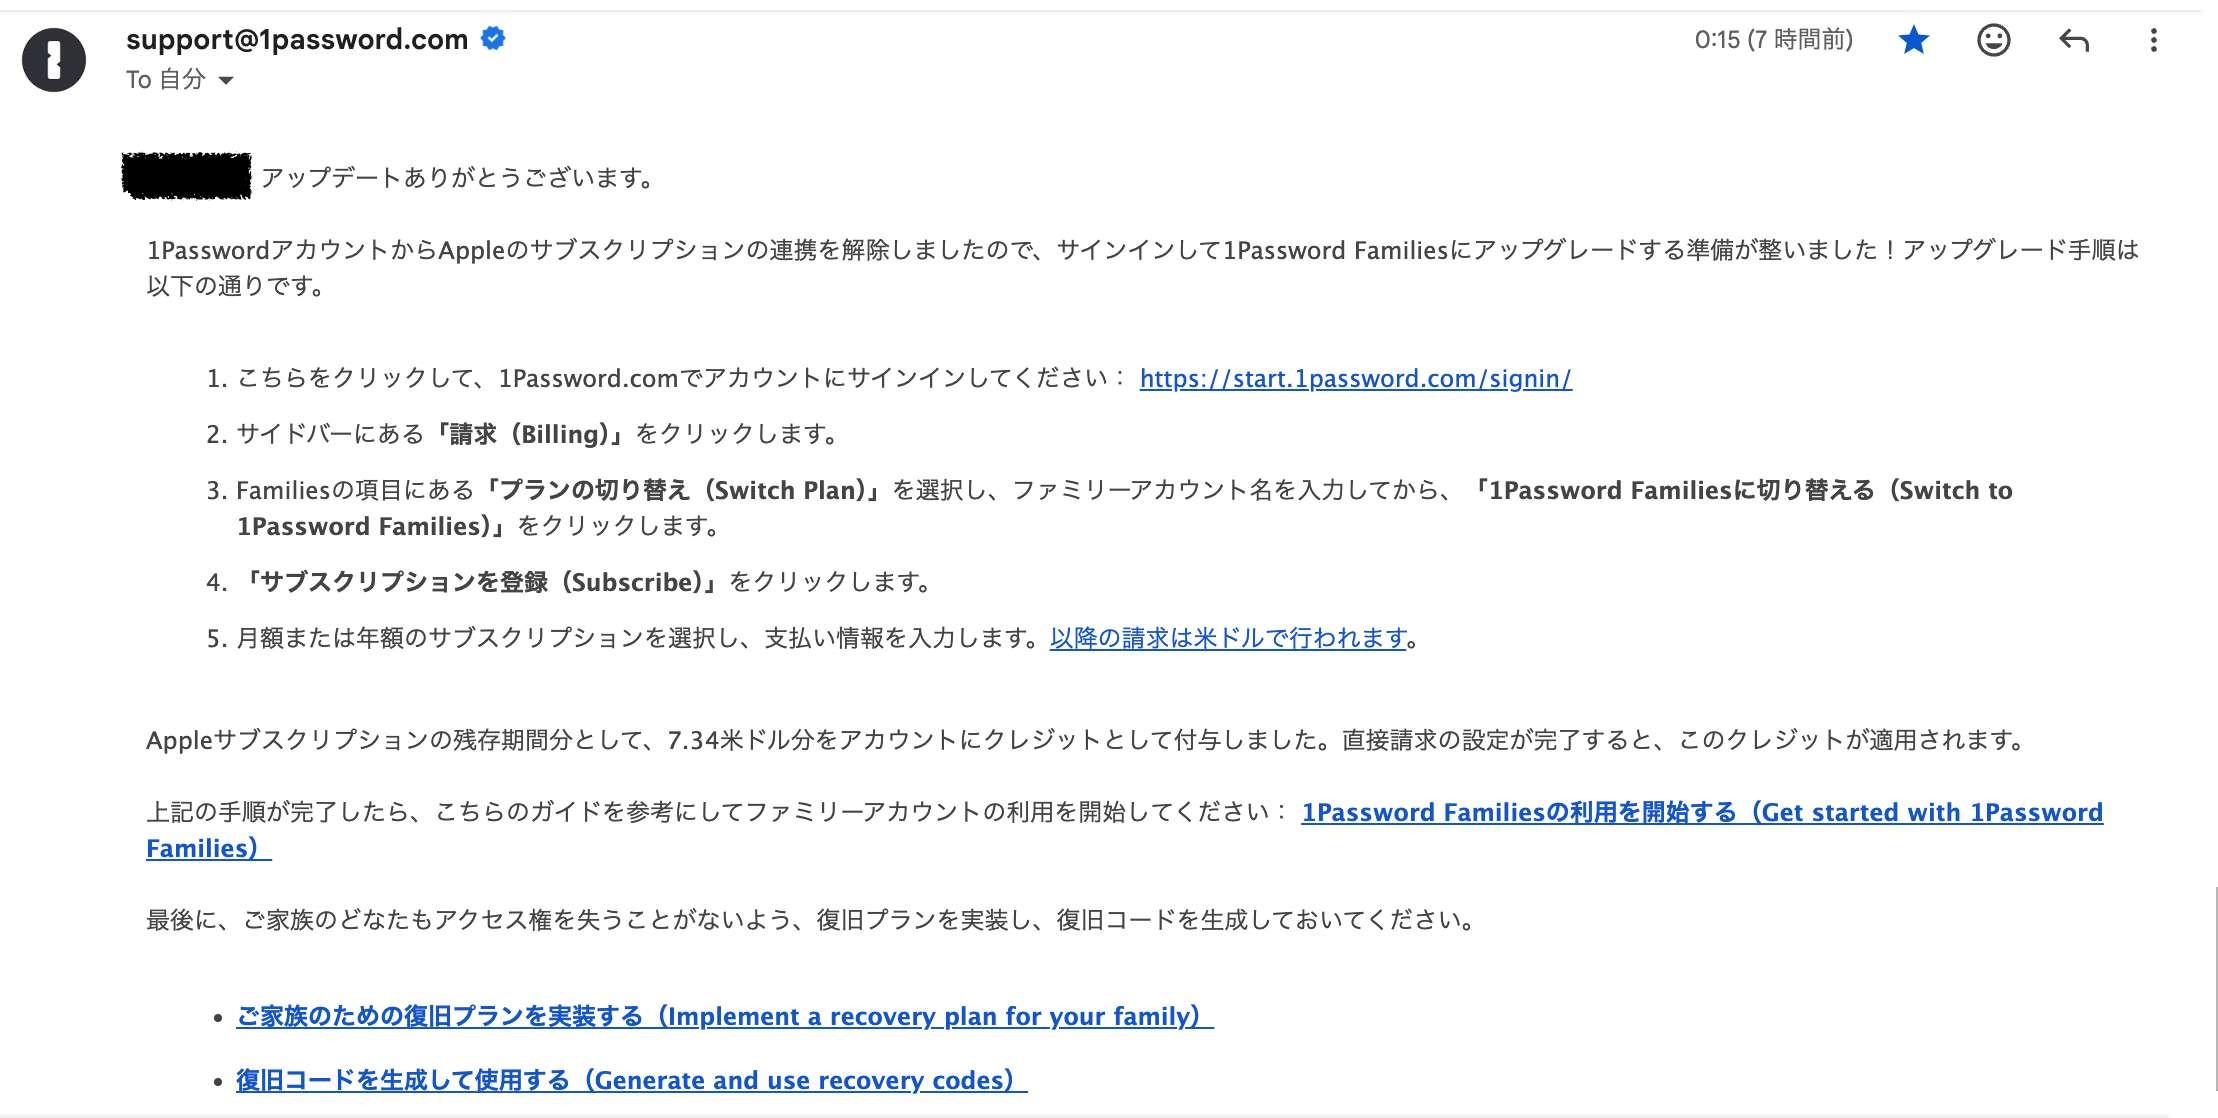 support@1password.com
0:15 (7 時間前)
To 自分
アップデートありがとうございます。
1PasswordアカウントからAppleのサブスクリプションの連携を解除しましたので、サインインして1Password Familiesにアップグレードする準備が整いました！アップグレード手順は
以下の通りです。
1. こちらをクリックして、1Password.comでアカウントにサインインしてください： https://start.1password.com/signin/
2. サイドバーにある「請求（Billing）」をクリックします。
3. Familiesの項目にある「プランの切り替え（Switch Plan）」を選択し、ファミリーアカウント名を入力してから、「1Password Familiesに切り替える（Switch to
1Password Families）」をクリックします。
4. 「サブスクリプションを登録（Subscribe）」をクリックします。
5. 月額または年額のサブスクリプションを選択し、支払い情報を入力します。以降の請求は米ドルで行われます。
Appleサブスクリプションの残存期間分として、7.34米ドル分をアカウントにクレジットとして付与しました。直接請求の設定が完了すると、このクレジットが適用されます。
上記の手順が完了したら、こちらのガイドを参考にしてファミリーアカウントの利用を開始してください： 1Password Familiesの利用を開始する（Get started with 1Password
Families）
最後に、ご家族のどなたもアクセス権を失うことがないよう、復旧プランを実装し、復旧コードを生成しておいてください。
• ご家族のための復旧プランを実装する（Implement a recovery plan for your family）
• 復旧コードを生成して使用する（Generate and use recovery codes）